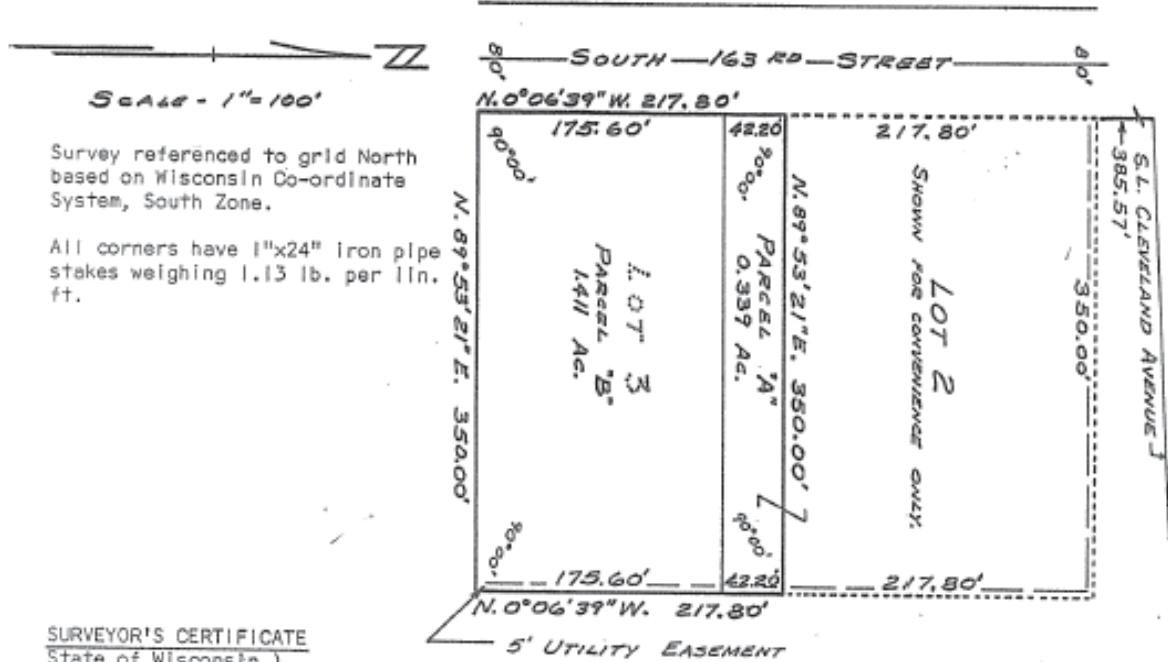 80'
SOUTH 163 RD STREET
80'
N
SCALE - 1"=100'
N. 0°06'39" W. 217.80'
175.60'
42.20'
217.80'
Survey referenced to grid North
based on Wisconsin Co-ordinate
System, South Zone.
All corners have 1"x24" iron pipe
stakes weighing 1.13 lb. per lin.
ft.
90°00'
90°00'
385.57'
S.L. CLEVELAND AVENUE
N. 89°53'21" E. 350.00'
LOT 3
PARCEL "B"
1.411 Ac.
PARCEL "A"
0.339 Ac.
N. 89°53'21" E. 350.00'
LOT 2
SHOWN FOR CONVENIENCE ONLY.
350.00'
90°00'
90°00'
175.60'
42.20'
217.80'
N. 0°06'39" W. 217.80'
5' UTILITY EASEMENT
SURVEYOR'S CERTIFICATE
State of Wisconsin )